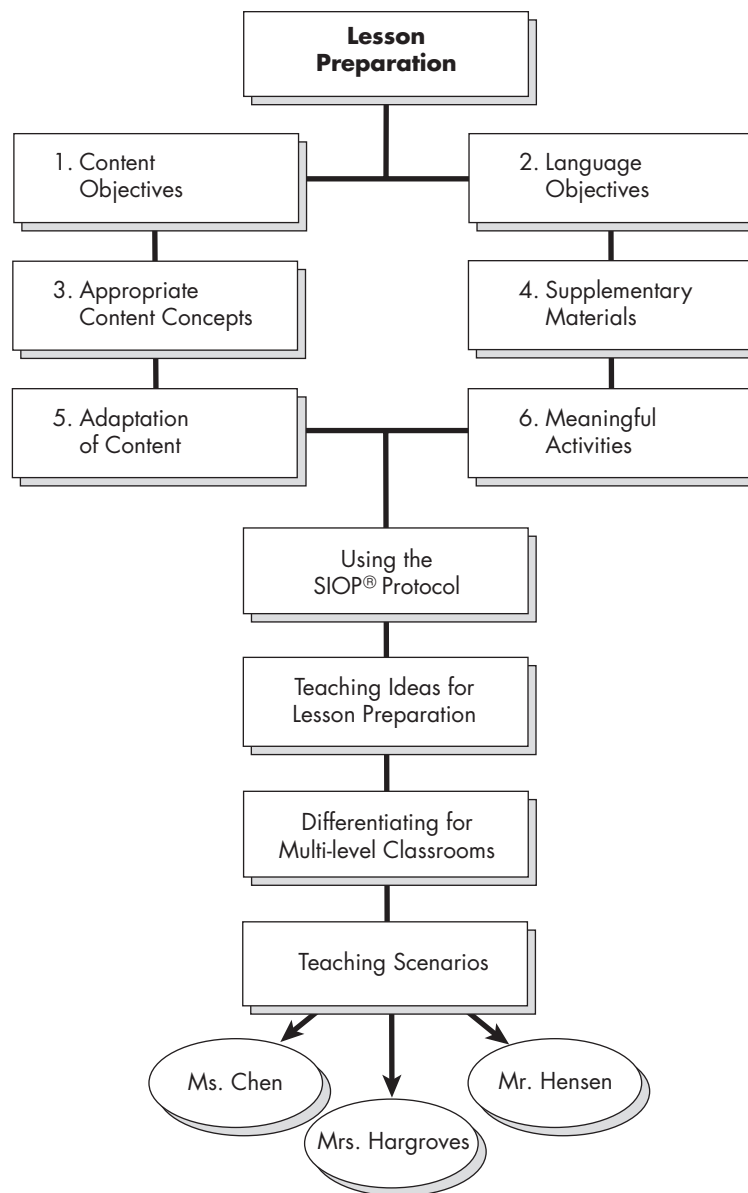 Lesson
Preparation
1. Content
Objectives
2. Language
Objectives
3. Appropriate
Content Concepts
4. Supplementary
Materials
5. Adaptation
of Content
6. Meaningful
Activities
Using the
SIOP® Protocol
Teaching Ideas for
Lesson Preparation
Differentiating for
Multi-level Classrooms
Teaching Scenarios
Ms. Chen
Mrs. Hargroves
Mr. Hensen